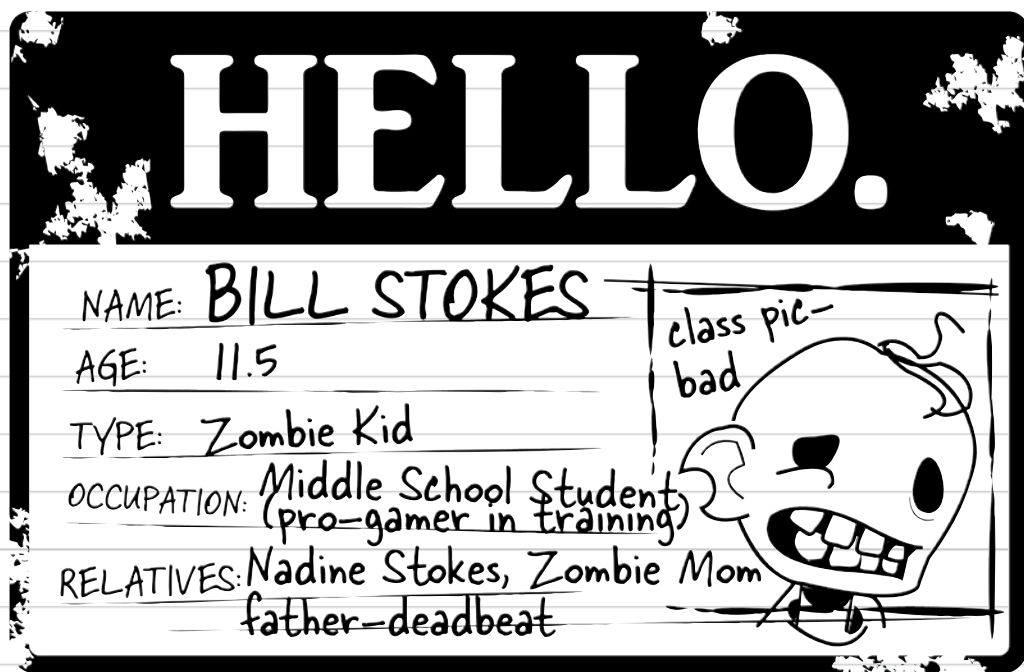 HELLO.
NAME: BILL STOKES
class pic-
bad
AGE: 11.5
TYPE: Zombie Kid
OCCUPATION: Middle School Student
(pro-gamer in training)
RELATIVES: Nadine Stokes, Zombie Mom
father-deadbeat